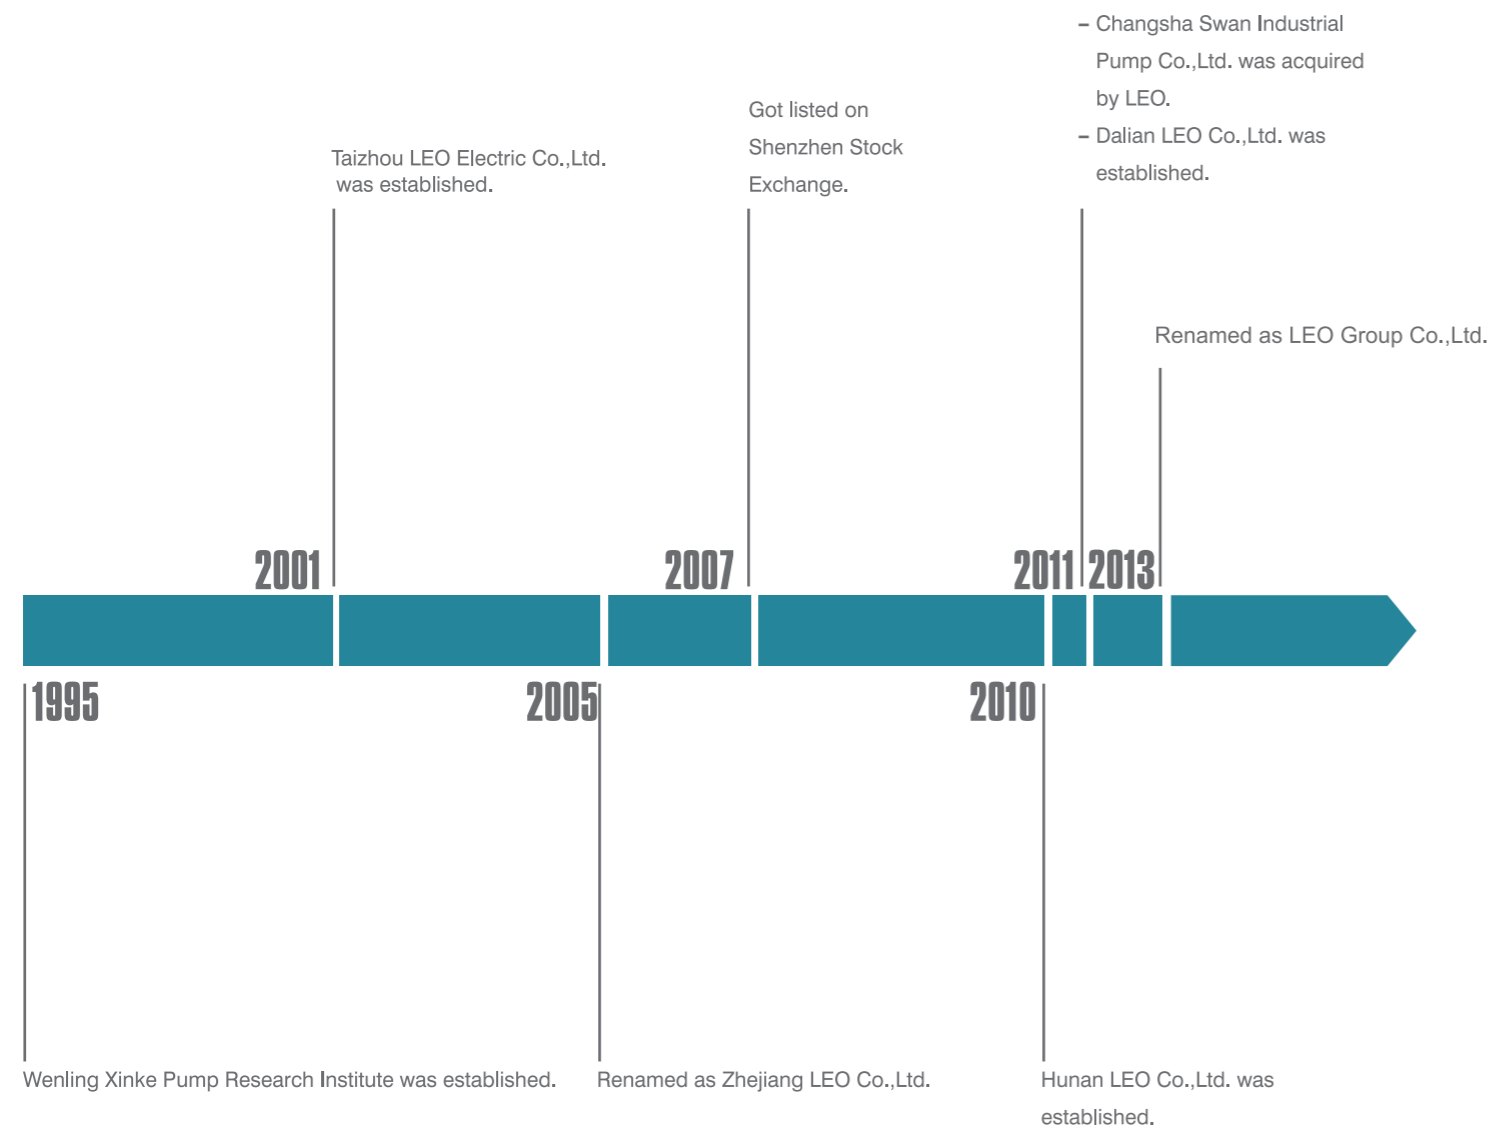 – Changsha Swan Industrial
Pump Co.,Ltd. was acquired
by LEO.
– Dalian LEO Co.,Ltd. was
established.
Got listed on
Shenzhen Stock
Exchange.
Taizhou LEO Electric Co.,Ltd.
was established.
Renamed as LEO Group Co.,Ltd.
2001
2007
2011
2013
1995
2005
2010
Wenling Xinke Pump Research Institute was established.
Renamed as Zhejiang LEO Co.,Ltd.
Hunan LEO Co.,Ltd. was
established.